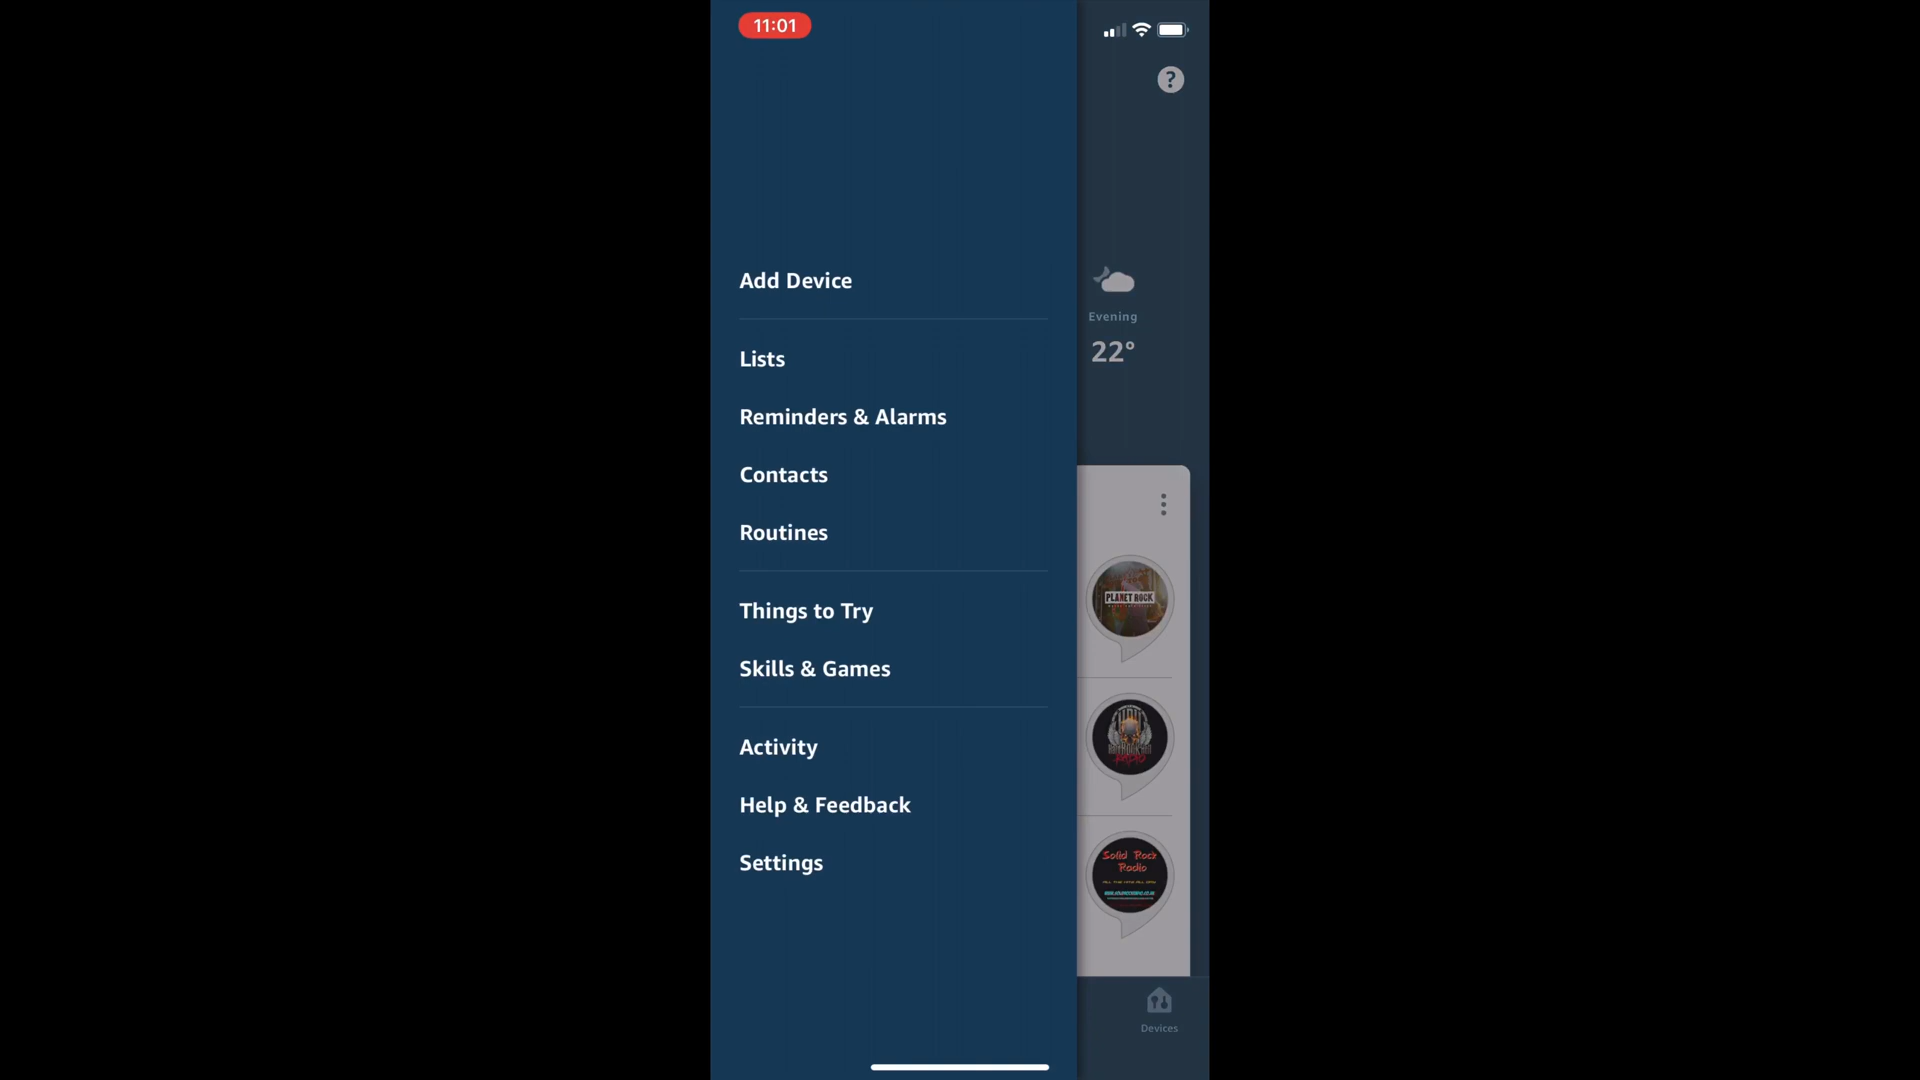 11:01
?
Add Device
Lists
Reminders & Alarms
Contacts
Routines
Things to Try
Skills & Games
Activity
Help & Feedback
Settings
Evening
22°
PLANET ROCK
RADIO
Solid Rock
Radio
Devices